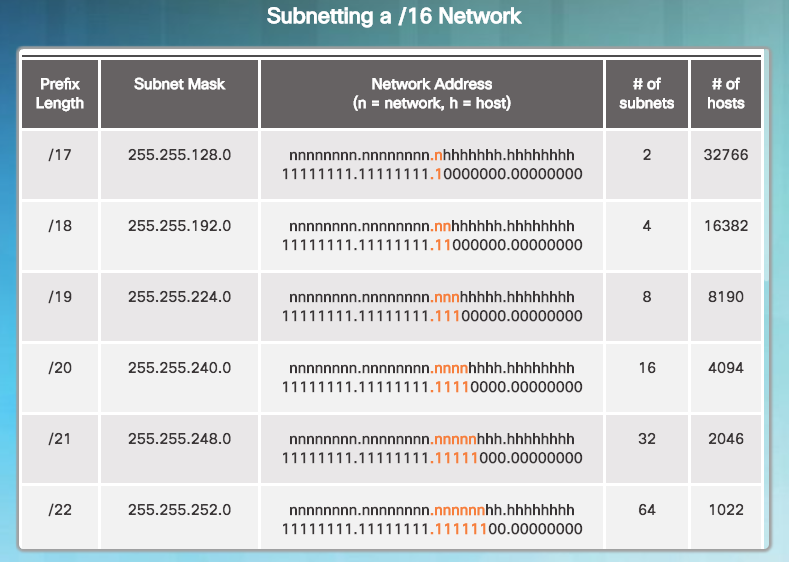 Subnetting a /16 Network
Prefix Length Subnet Mask Network Address (n = network, h = host) # of subnets # of hosts
/17 255.255.128.0 nnnnnnnn.nnnnnnnn.nhhhhhhh.hhhhhhhh 2 32766
11111111.11111111.10000000.00000000
/18 255.255.192.0 nnnnnnnn.nnnnnnnn.nnhhhhhh.hhhhhhhh 4 16382
11111111.11111111.11000000.00000000
/19 255.255.224.0 nnnnnnnn.nnnnnnnn.nnnhhhhh.hhhhhhhh 8 8190
11111111.11111111.11100000.00000000
/20 255.255.240.0 nnnnnnnn.nnnnnnnn.nnnnhhhh.hhhhhhhh 16 4094
11111111.11111111.11110000.00000000
/21 255.255.248.0 nnnnnnnn.nnnnnnnn.nnnnnhhh.hhhhhhhh 32 2046
11111111.11111111.11111000.00000000
/22 255.255.252.0 nnnnnnnn.nnnnnnnn.nnnnnnhh.hhhhhhhh 64 1022
11111111.11111111.11111100.00000000